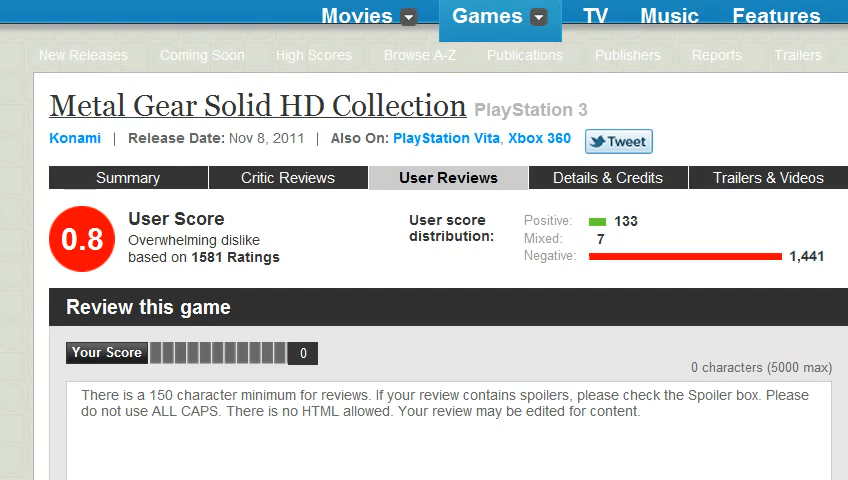 Movies Games TV Music Features
New Releases Coming Soon High Scores Browse A-Z Publications Publishers Reports Trailers
Metal Gear Solid HD Collection PlayStation 3
Konami | Release Date: Nov 8, 2011 | Also On: PlayStation Vita, Xbox 360 Tweet
Summary Critic Reviews User Reviews Details & Credits Trailers & Videos
0.8
User Score
Overwhelming dislike
based on 1581 Ratings
User score
distribution:
Positive: 133
Mixed: 7
Negative: 1,441
Review this game
Your Score 0
0 characters (5000 max)
There is a 150 character minimum for reviews. If your review contains spoilers, please check the Spoiler box. Please
do not use ALL CAPS. There is no HTML allowed. Your review may be edited for content.